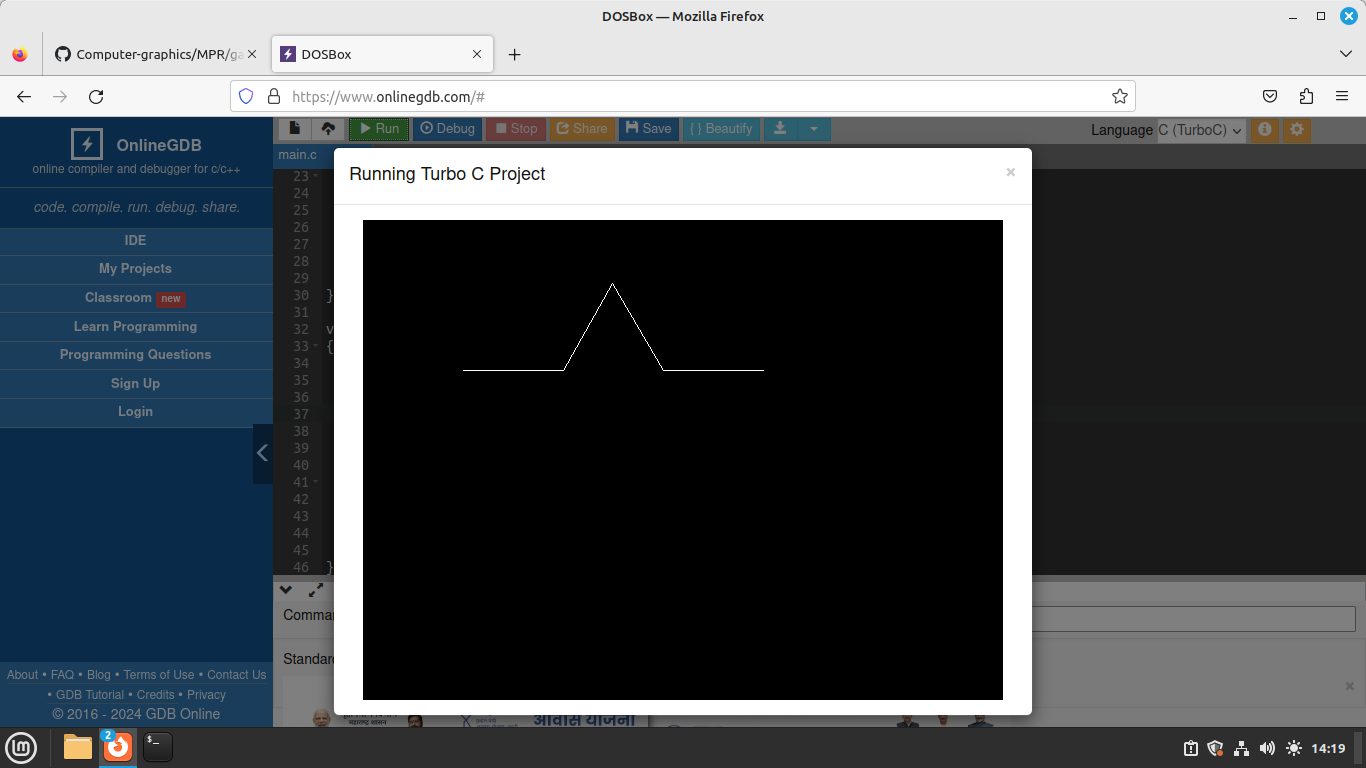 DOSBox — Mozilla Firefox
Computer-graphics/MPR/ga
DOSBox
https://www.onlinegdb.com/#
OnlineGDB
online compiler and debugger for c/c++
code. compile. run. debug. share.
IDE
My Projects
Classroom new
Learn Programming
Programming Questions
Sign Up
Login
About • FAQ • Blog • Terms of Use • Contact Us
• GDB Tutorial • Credits • Privacy
© 2016 - 2024 GDB Online
Run Debug Stop Share Save { } Beautify Language C (TurboC)
main.c
Running Turbo C Project
23
24
25
26
27
28
29
30 }
31
32 v
33 {
34
35
36
37
38
39
40
41
42
43
44
45
46 }
Comma
Standar
महाराष्ट्र शासन
आवास योजना
2
14:19